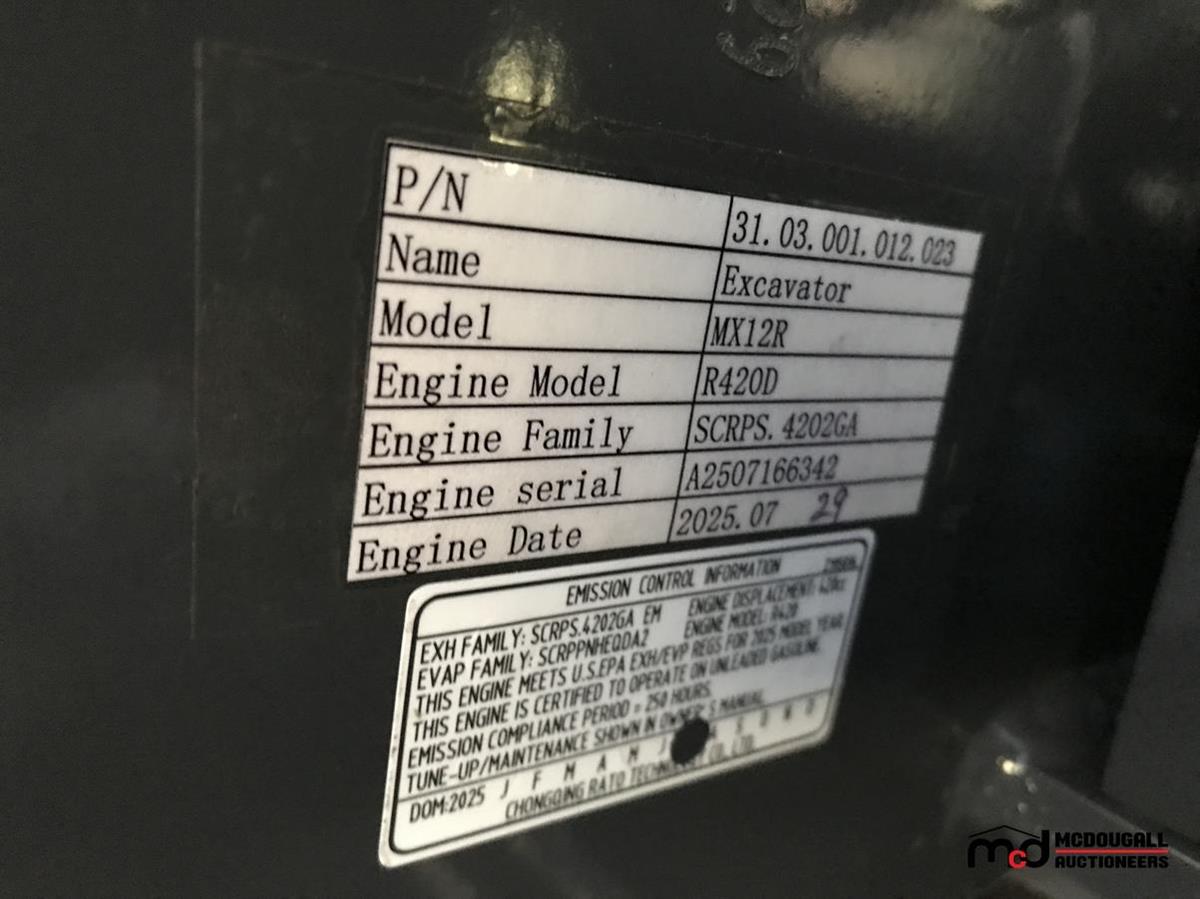 P/N 31.03.001.012.023
Name Excavator
Model MX12R
Engine Model R420D
Engine Family SCRPS.4202GA
Engine serial A2507166342
Engine Date 2025.07 29
EMISSION CONTROL INFORMATION
EXH FAMILY: SCRPS.4202GA EM ENGINE DISPLACEMENT: 420cc
EVAP FAMILY: SCRPPNHEQDA2 ENGINE MODEL: R420
THIS ENGINE MEETS U.S.EPA EXH/EVP REGS FOR 2025 MODEL YEAR
THIS ENGINE IS CERTIFIED TO OPERATE ON UNLEADED GASOLINE.
EMISSION COMPLIANCE PERIOD = 250 HOURS.
TUNE-UP/MAINTENANCE SHOWN IN OWNER'S MANUAL
DOM:2025 J F M A M J A S O N D
CHONGQING RATO TECHNOLOGY CO., LTD.
mcd MCDOUGALL
AUCTIONEERS